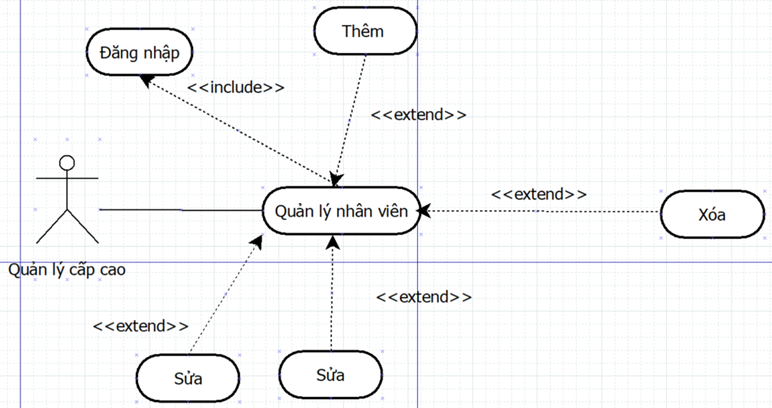 Thêm
Đăng nhập
<<include>>
<<extend>>
<<extend>>
Quản lý nhân viên
Xóa
Quản lý cấp cao
<<extend>>
<<extend>>
Sửa
Sửa